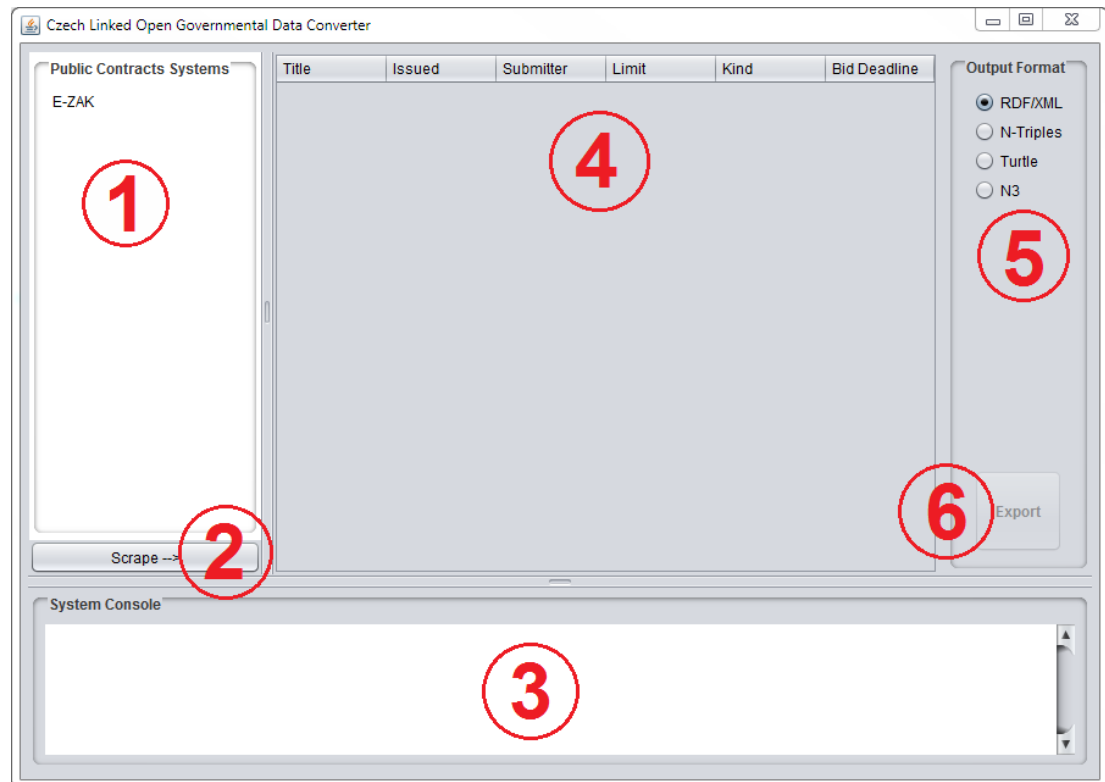 Czech Linked Open Governmental Data Converter
Public Contracts Systems
E-ZAK
1
Scrape -->
2
Title Issued Submitter Limit Kind Bid Deadline
4
Output Format
RDF/XML
N-Triples
Turtle
N3
5
6
Export
System Console
3